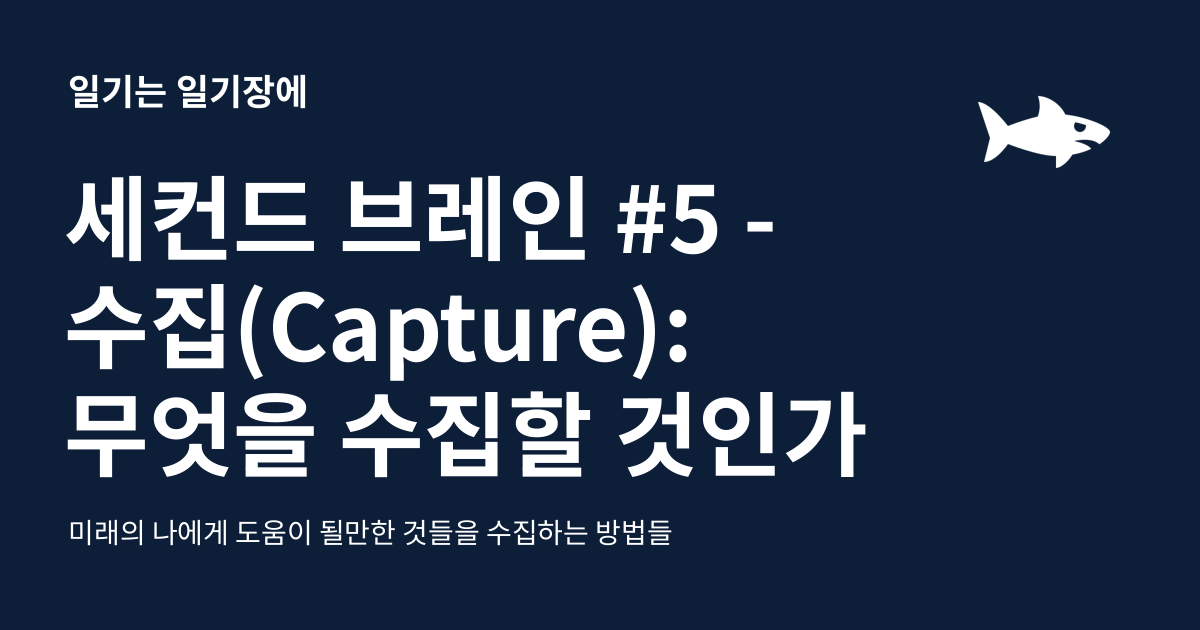 일기는 일기장에
세컨드 브레인 #5 -
수집(Capture):
무엇을 수집할 것인가
미래의 나에게 도움이 될만한 것들을 수집하는 방법들